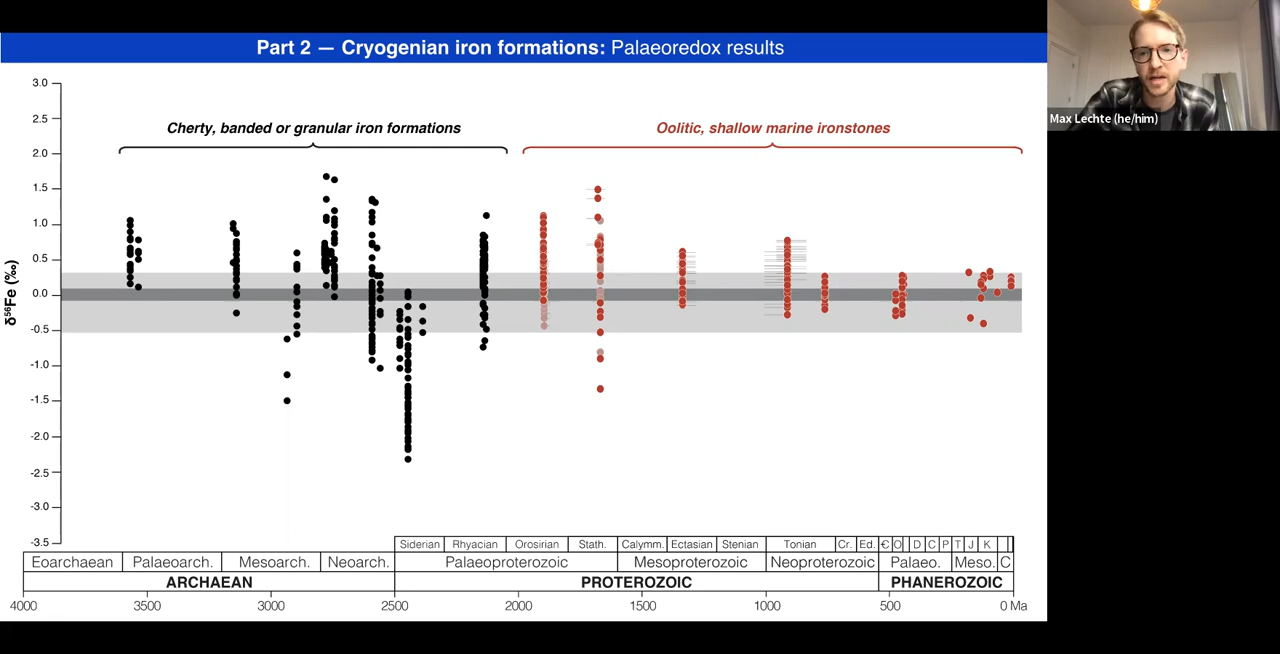 Part 2 — Cryogenian iron formations: Palaeoredox results
Max Lechte (he/him)
3.0
2.5
2.0
1.5
1.0
0.5
0.0
-0.5
-1.0
-1.5
-2.0
-2.5
-3.0
-3.5
δ⁵⁶Fe (‰)
Cherty, banded or granular iron formations
Oolitic, shallow marine ironstones
Siderian Rhyacian Orosirian Stath. Calymm. Ectasian Stenian Tonian Cr. Ed. Є O D C P T J K
Eoarchaean Palaeoarch. Mesoarch. Neoarch. Palaeoproterozoic Mesoproterozoic Neoproterozoic Palaeo. Meso. C
ARCHAEAN PROTEROZOIC PHANEROZOIC
4000 3500 3000 2500 2000 1500 1000 500 0 Ma